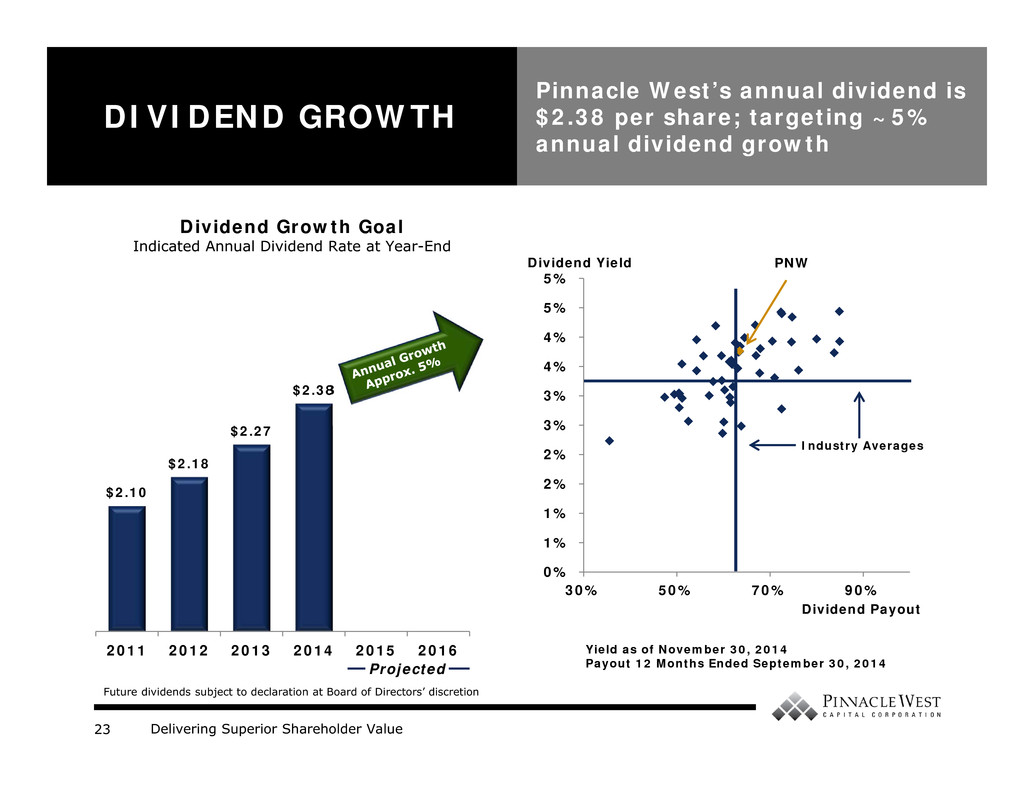 DIVIDEND GROWTH
Pinnacle West’s annual dividend is
$2.38 per share; targeting ~5%
annual dividend growth
Dividend Growth Goal
Indicated Annual Dividend Rate at Year-End
Annual Growth
Approx. 5%
$2.10
$2.18
$2.27
$2.38
2011 2012 2013 2014 2015 2016
Projected
Future dividends subject to declaration at Board of Directors’ discretion
Dividend Yield
PNW
5%
5%
4%
4%
3%
3%
2%
2%
1%
1%
0%
Industry Averages
30% 50% 70% 90%
Dividend Payout
Yield as of November 30, 2014
Payout 12 Months Ended September 30, 2014
PINNACLE WEST
CAPITAL CORPORATION
23 Delivering Superior Shareholder Value